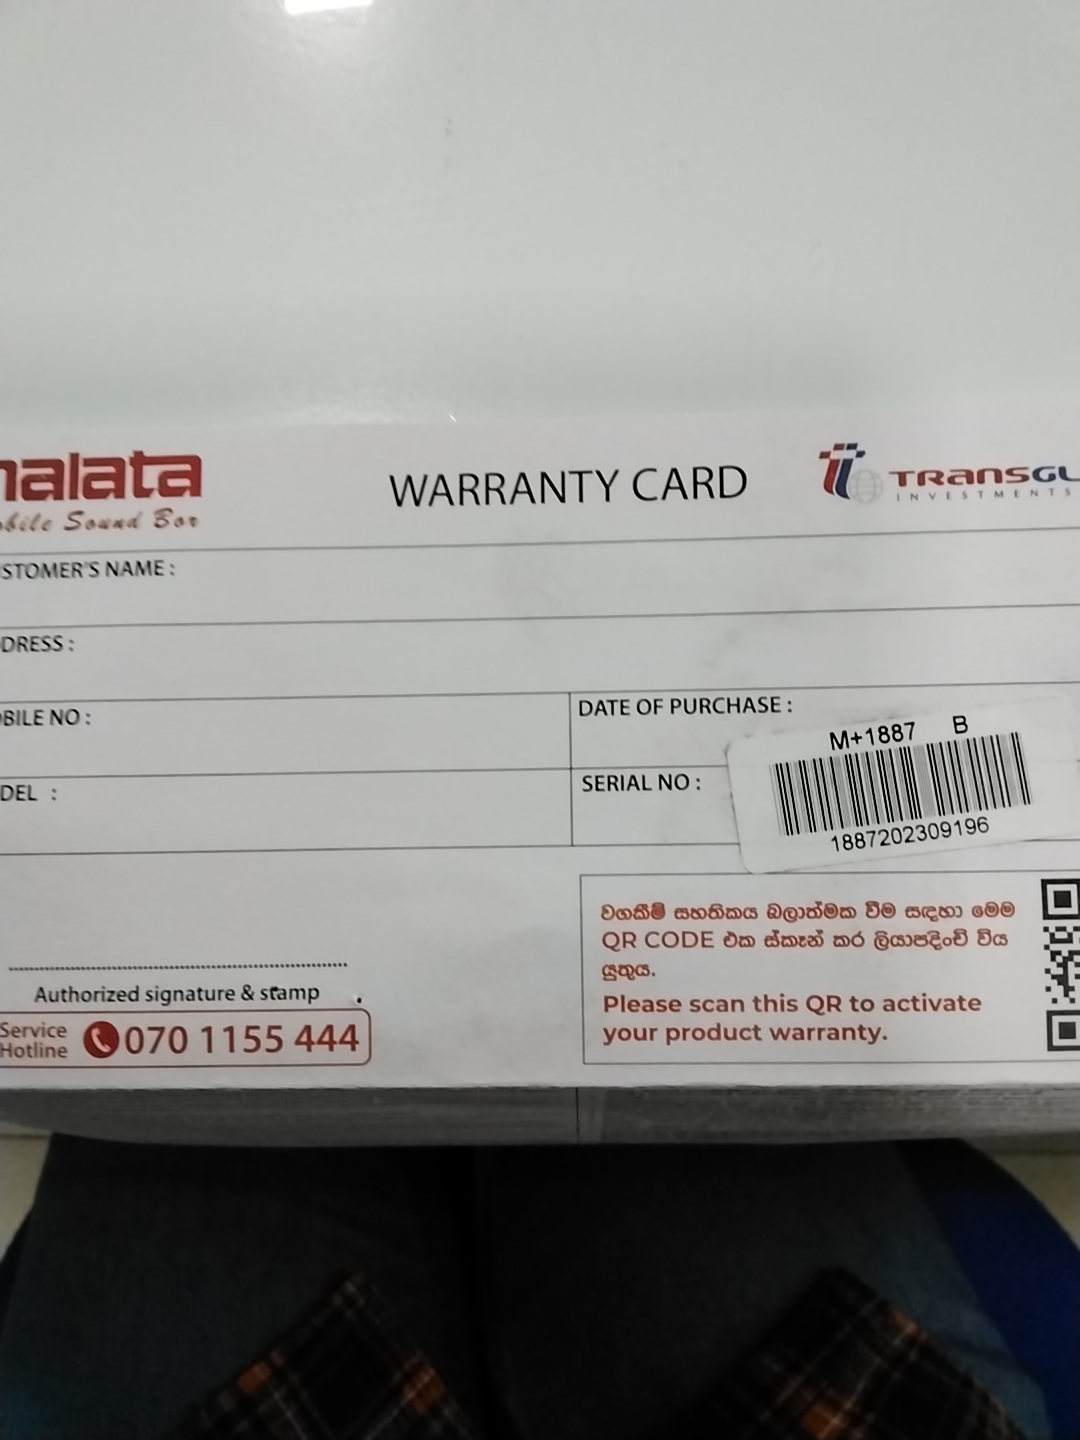 malata
WARRANTY CARD
TRANSGL
Mobile Sound Box
INVESTMENTS
STOMER'S NAME :
DRESS :
BILE NO :
DATE OF PURCHASE :
M+1887 B
DEL :
SERIAL NO :
1887202309196
වගකීම් සහතිකය බලාත්මක වීම සඳහා මෙම
QR CODE එක ස්කෑන් කර ලියාපදිංචි විය
යුතුය.
Authorized signature & stamp
Please scan this QR to activate
your product warranty.
Service
Hotline
070 1155 444